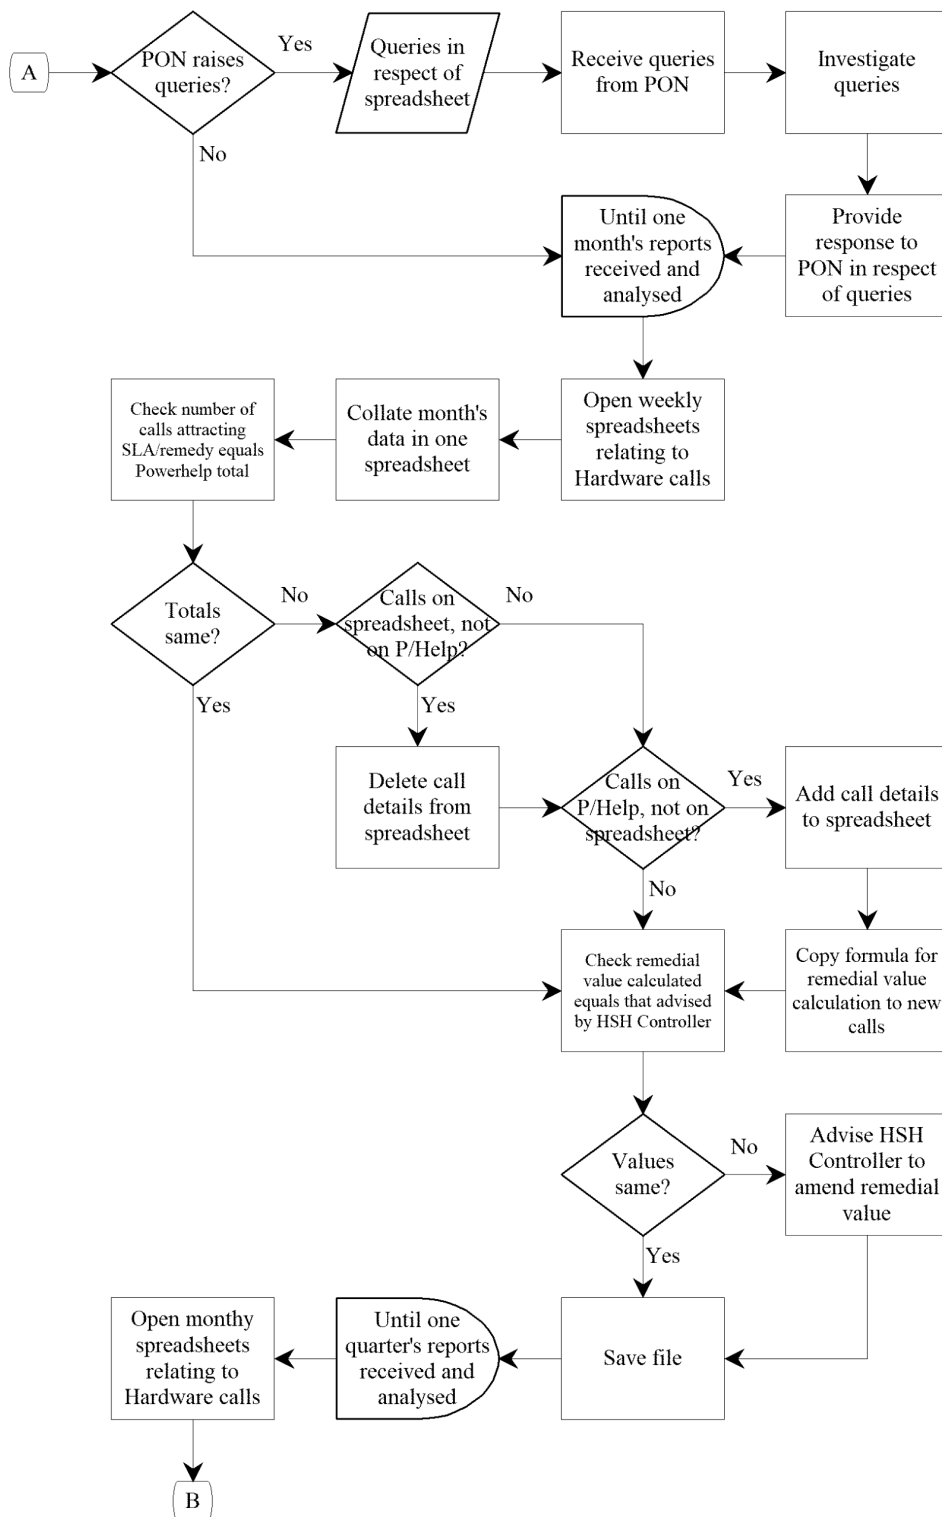 A
PON raises
queries?
Yes
Queries in
respect of
spreadsheet
Receive queries
from PON
Investigate
queries
No
Until one
month's reports
received and
analysed
Provide
response to
PON in respect
of queries
Check number of
calls attracting
SLA/remedy equals
Powerhelp total
Collate month's
data in one
spreadsheet
Open weekly
spreadsheets
relating to
Hardware calls
Totals
same?
No
Calls on
spreadsheet, not
on P/Help?
No
Yes
Yes
Delete call
details from
spreadsheet
Calls on
P/Help, not on
spreadsheet?
Yes
Add call details
to spreadsheet
No
Check remedial
value calculated
equals that advised
by HSH Controller
Copy formula for
remedial value
calculation to new
calls
Values
same?
No
Advise HSH
Controller to
amend remedial
value
Yes
Open monthy
spreadsheets
relating to
Hardware calls
Until one
quarter's reports
received and
analysed
Save file
B